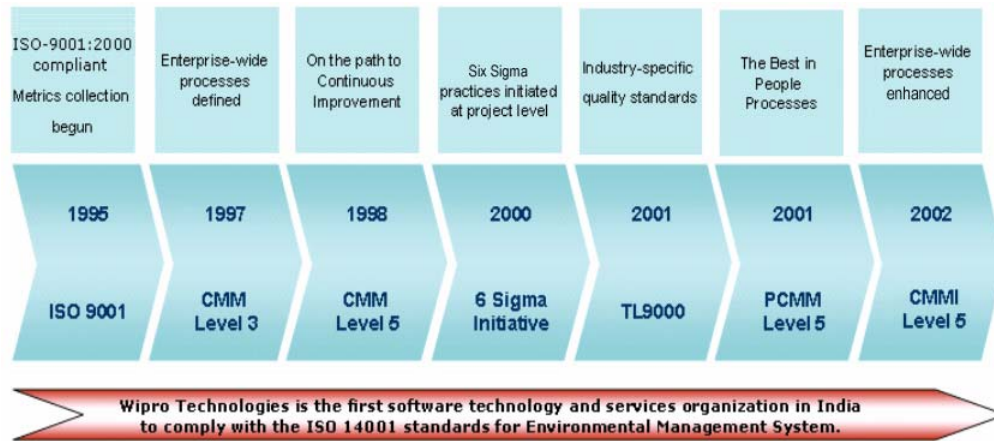 ISO-9001:2000
compliant
Metrics collection
begun
Enterprise-wide
processes
defined
On the path to
Continuous
Improvement
Six Sigma
practices initiated
at project level
Industry-specific
quality standards
The Best in
People
Processes
Enterprise-wide
processes
enhanced
1995
ISO 9001
1997
CMM
Level 3
1998
CMM
Level 5
2000
6 Sigma
Initiative
2001
TL9000
2001
PCMM
Level 5
2002
CMMI
Level 5
Wipro Technologies is the first software technology and services organization in India
to comply with the ISO 14001 standards for Environmental Management System.